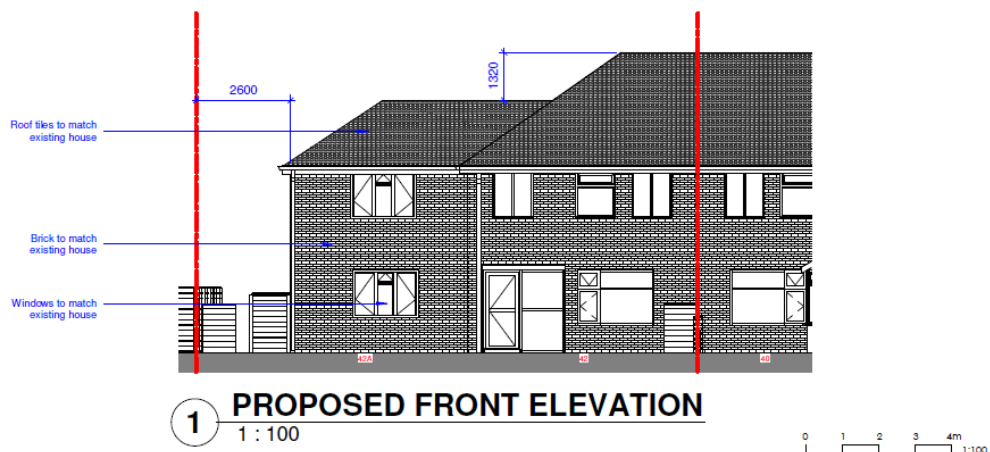 1320
2600
Roof tiles to match
existing house
Brick to match
existing house
Windows to match
existing house
42A
42
40
1
PROPOSED FRONT ELEVATION
1 : 100
0 1 2 3 4m
1:100